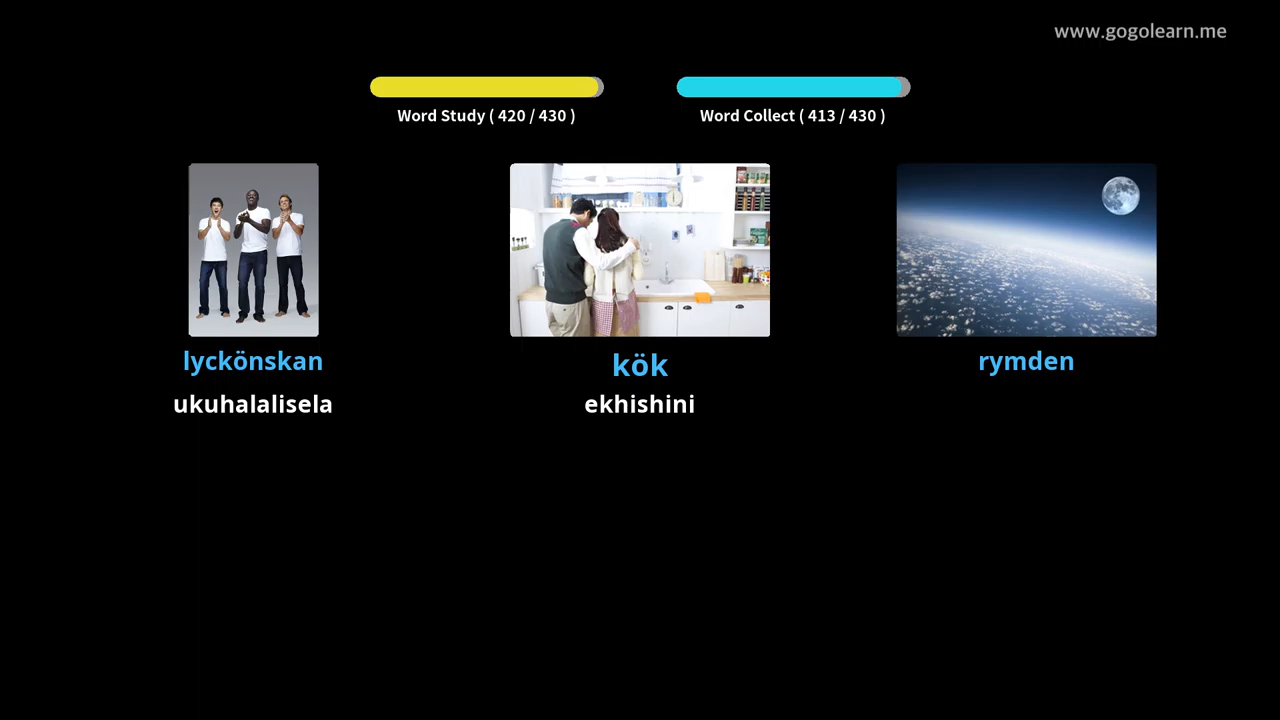 www.gogolearn.me
Word Study ( 420 / 430 )
Word Collect ( 413 / 430 )
lyckönskan
kök
rymden
ukuhalalisela
ekhishini